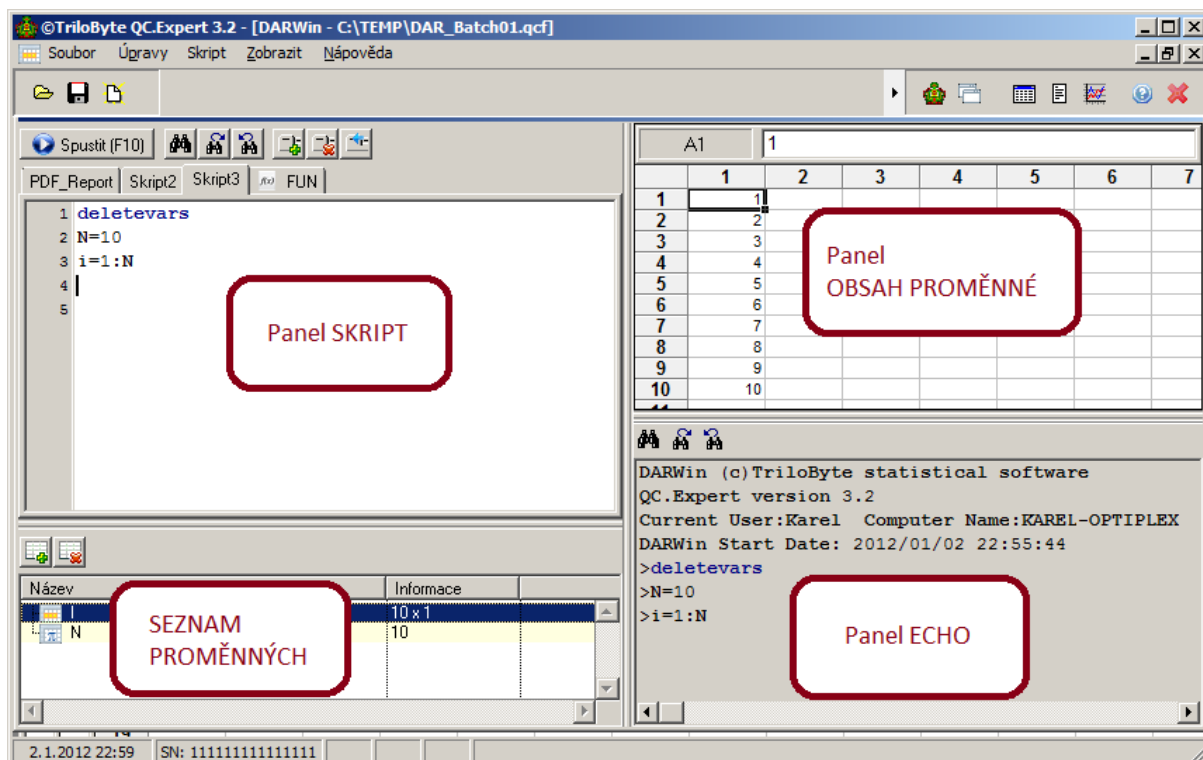 ©TriloByte QC.Expert 3.2 - [DARWin - C:\TEMP\DAR_Batch01.qcf]
Soubor Úpravy Skript Zobrazit Nápověda
Spustit (F10)
PDF_Report Skript2 Skript3 f(x) FUN
1 deletevars
2 N=10
3 i=1:N
4
5
Panel SKRIPT
A1 1
1 2 3 4 5 6 7
1 1
2 2
3 3
4 4
5 5
6 6
7 7
8 8
9 9
10 10
Panel
OBSAH PROMĚNNÉ
Název Informace
I 10 x 1
N 10
SEZNAM
PROMĚNNÝCH
DARWin (c)TriloByte statistical software
QC.Expert version 3.2
Current User:Karel Computer Name:KAREL-OPTIPLEX
DARWin Start Date: 2012/01/02 22:55:44
>deletevars
>N=10
>i=1:N
Panel ECHO
2.1.2012 22:59 SN: 111111111111111